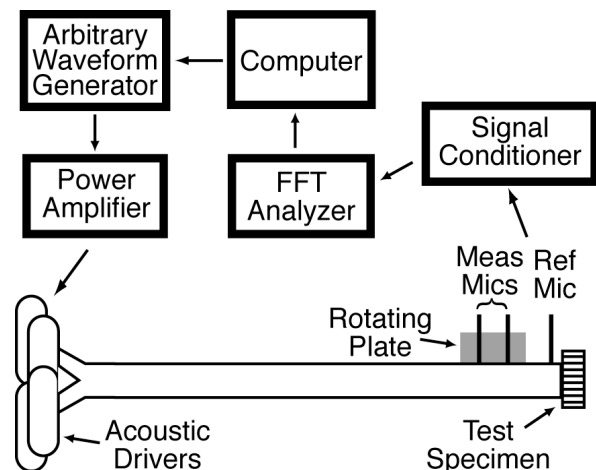 Arbitrary
Waveform
Generator
Computer
Signal
Conditioner
Power
Amplifier
FFT
Analyzer
Meas
Mics
Ref
Mic
Rotating
Plate
Acoustic
Drivers
Test
Specimen